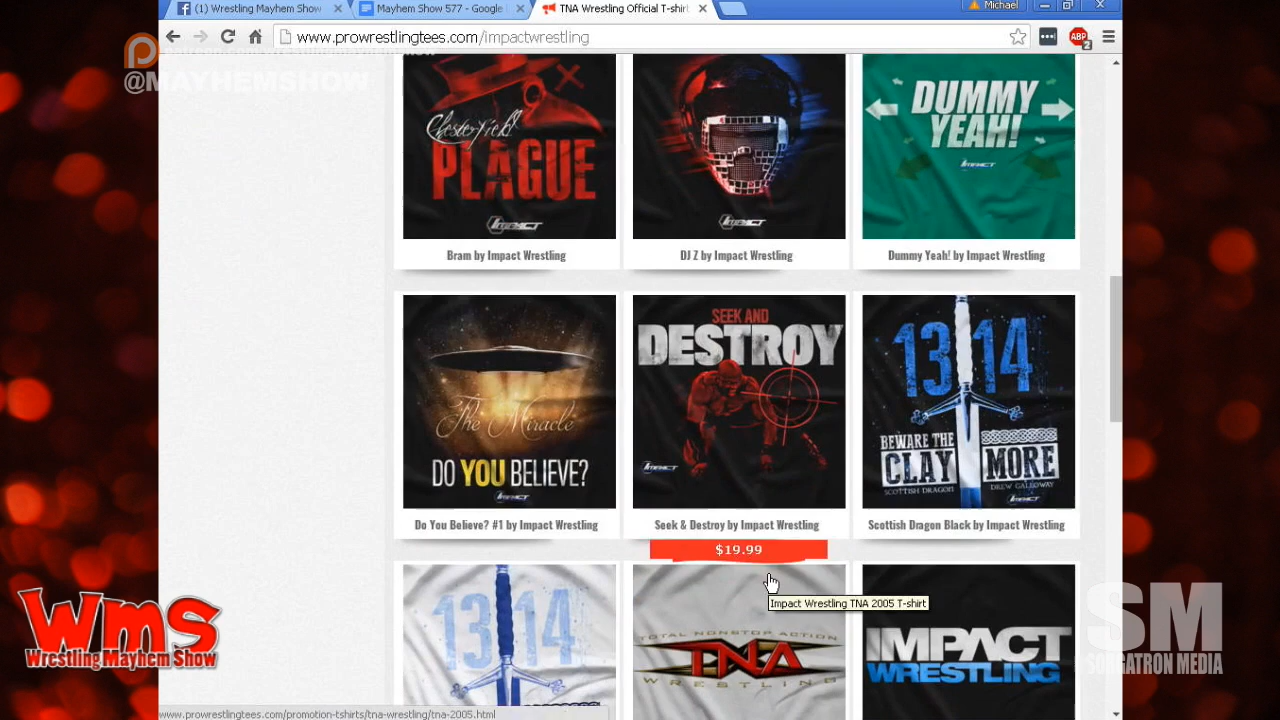 (1) Wrestling Mayhem Show
Mayhem Show 577 - Google
TNA Wrestling Official T-shirt
Michael
www.prowrestlingtees.com/impactwrestling
ABP
2
@MAYHEMSHOW
Chesterfield
PLAGUE
IMPACT
IMPACT
DUMMY
YEAH!
IMPACT
Bram by Impact Wrestling
DJ Z by Impact Wrestling
Dummy Yeah! by Impact Wrestling
The Miracle
DO YOU BELIEVE?
IMPACT
SEEK AND
DESTROY
IMPACT
13 14
BEWARE THE
CLAY MORE
SCOTTISH DRAGON
DREW GALLOWAY
IMPACT
Do You Believe? #1 by Impact Wrestling
Seek & Destroy by Impact Wrestling
Scottish Dragon Black by Impact Wrestling
$19.99
Impact Wrestling TNA 2005 T-shirt
13 14
TOTAL NONSTOP ACTION
TNA
WRESTLING
IMPACT
WRESTLING
wms
Wrestling Mayhem Show
SM
SORGATRON MEDIA
www.prowrestlingtees.com/promotion-tshirts/tna-wrestling/tna-2005.html